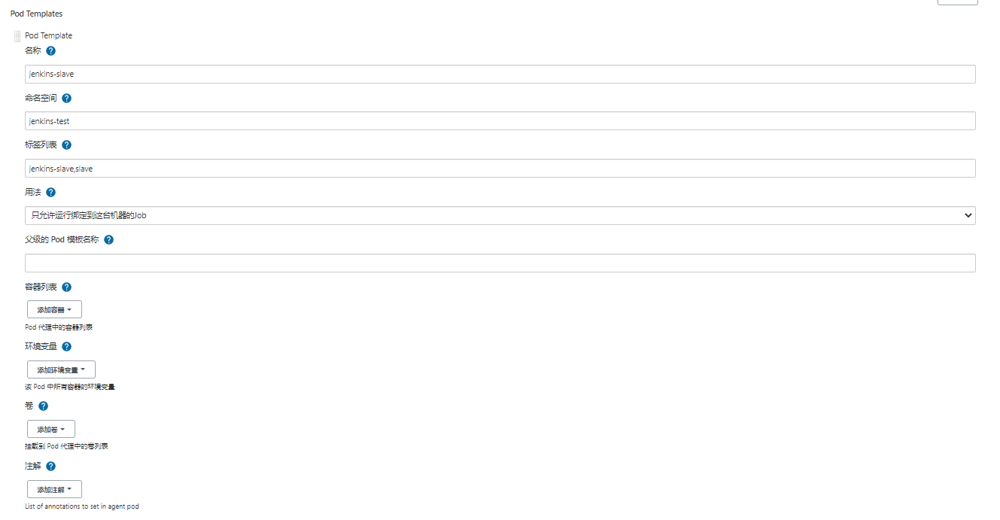 Pod Templates
Pod Template
名称 ?
jenkins-slave
命名空间 ?
jenkins-test
标签列表 ?
jenkins-slave,slave
用法 ?
只允许运行绑定到这台机器的Job
父级的 Pod 模板名称 ?
容器列表 ?
添加容器
Pod 代理中的容器列表
环境变量 ?
添加环境变量
该 Pod 中所有容器的环境变量
卷 ?
添加卷
挂载到 Pod 代理中的卷列表
注解 ?
添加注解
List of annotations to set in agent pod